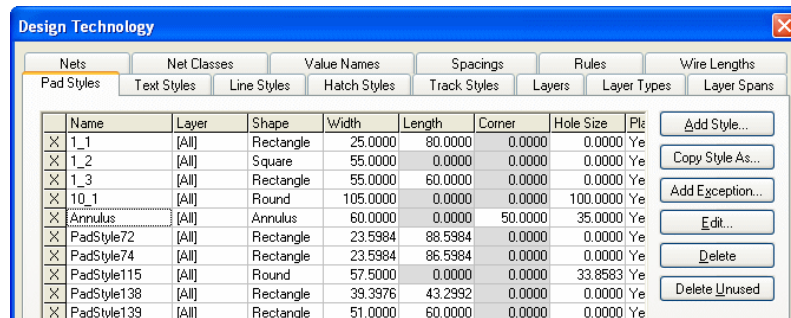 Design Technology
Nets Net Classes Value Names Spacings Rules Wire Lengths
Pad Styles Text Styles Line Styles Hatch Styles Track Styles Layers Layer Types Layer Spans
Name Layer Shape Width Length Corner Hole Size Pla
X 1_1 [All] Rectangle 25.0000 80.0000 0.0000 0.0000 Ye
X 1_2 [All] Square 55.0000 0.0000 0.0000 0.0000 Ye
X 1_3 [All] Rectangle 55.0000 60.0000 0.0000 0.0000 Ye
X 10_1 [All] Round 105.0000 0.0000 0.0000 100.0000 Ye
X Annulus [All] Annulus 60.0000 0.0000 50.0000 35.0000 Ye
X PadStyle72 [All] Rectangle 23.5984 88.5984 0.0000 0.0000 Ye
X PadStyle74 [All] Rectangle 23.5984 86.5984 0.0000 0.0000 Ye
X PadStyle115 [All] Round 57.5000 0.0000 0.0000 33.8583 Ye
X PadStyle138 [All] Rectangle 39.3976 43.2992 0.0000 0.0000 Ye
X PadStyle139 [All] Rectangle 51.0000 60.0000 0.0000 0.0000 Ye
Add Style...
Copy Style As...
Add Exception...
Edit...
Delete
Delete Unused